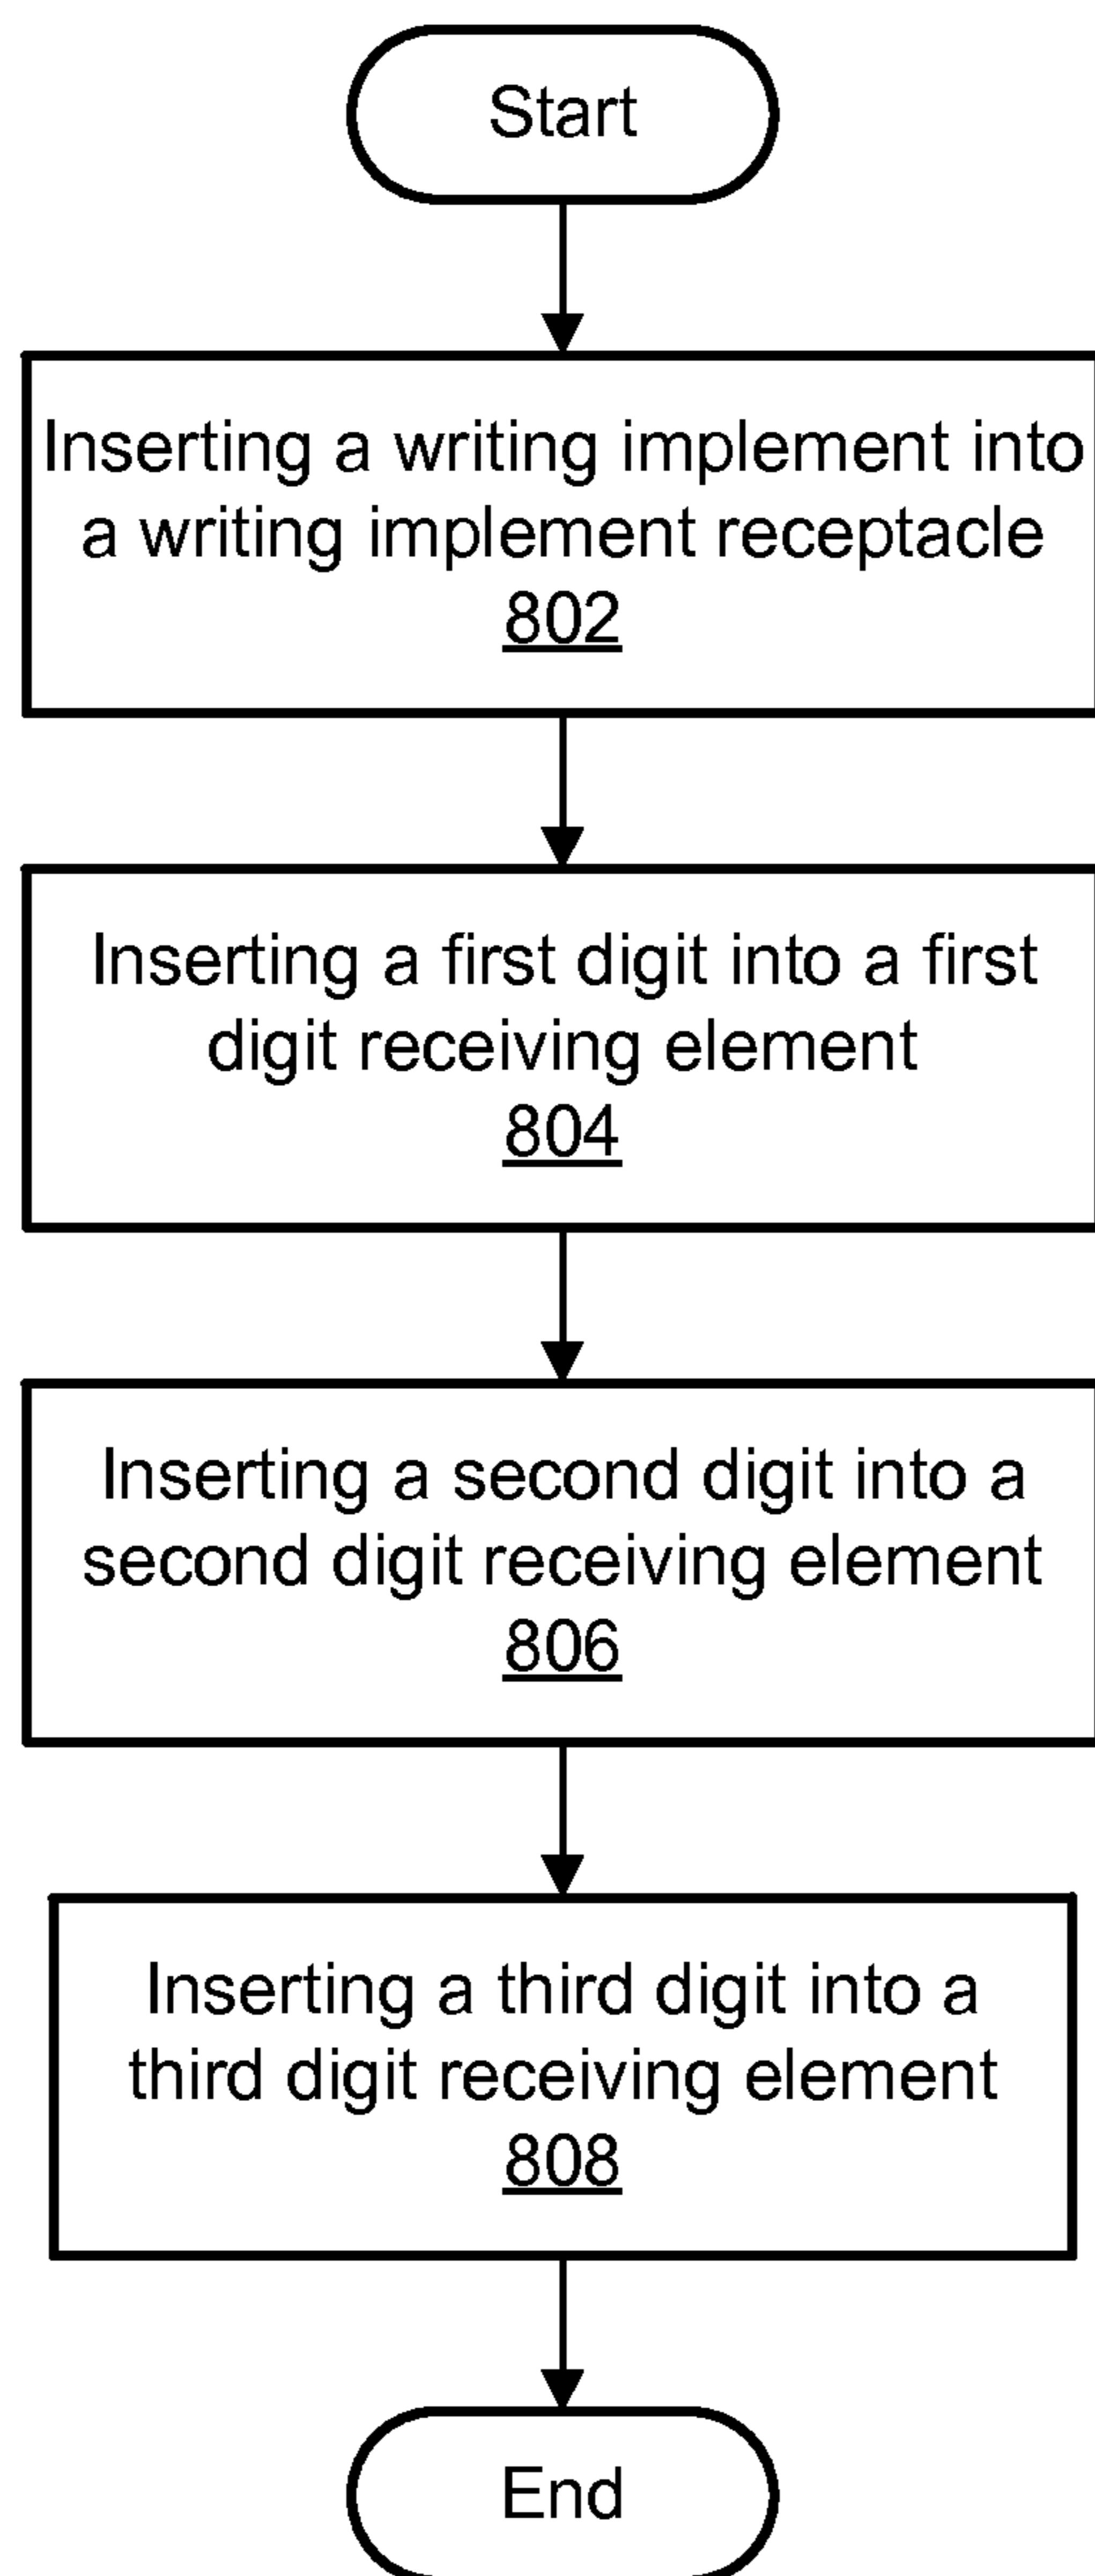 Start
Inserting a writing implement into
a writing implement receptacle
802
Inserting a first digit into a first
digit receiving element
804
Inserting a second digit into a
second digit receiving element
806
Inserting a third digit into a
third digit receiving element
808
End